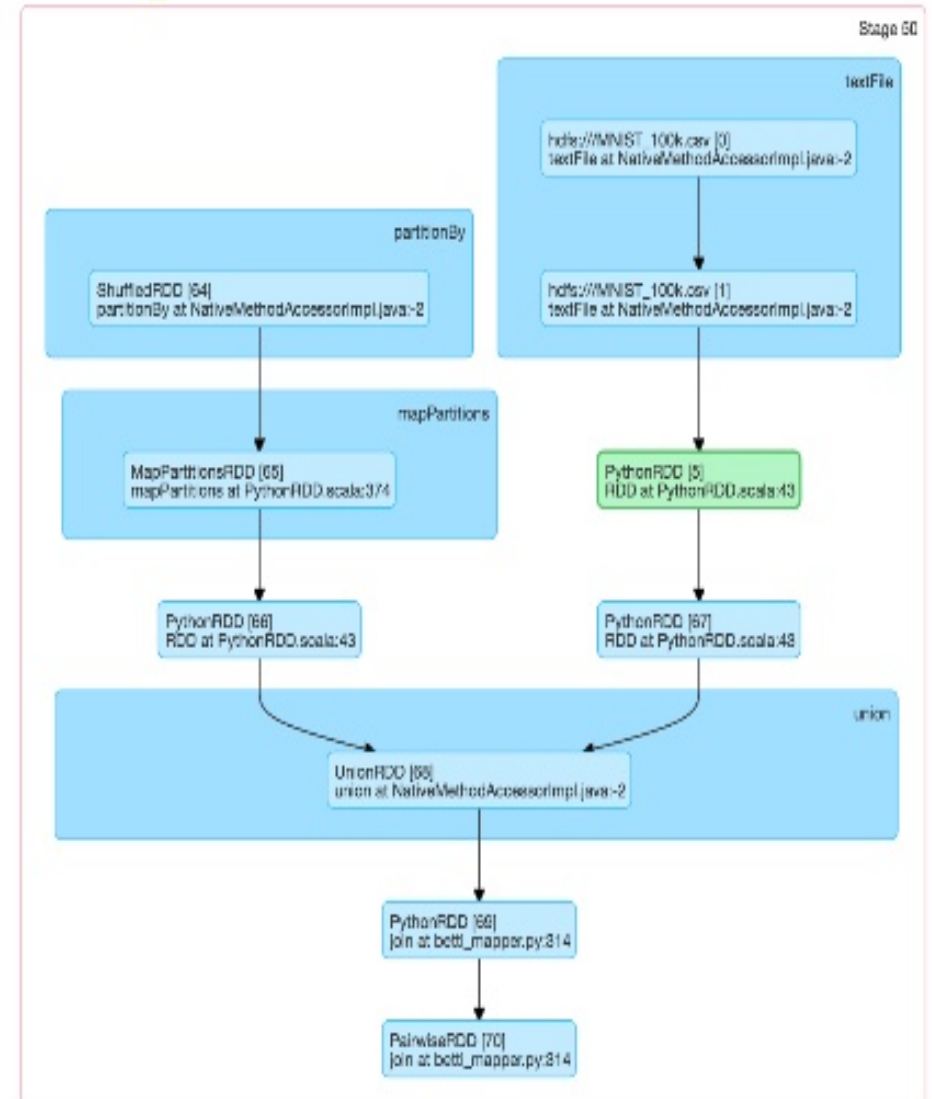 Stage 50
textFile
hdfs:///MNIST_100k.csv [0]
textFile at NativeMethodAccessorImpl.java:-2
partitionBy
ShuffledRDD [64]
partitionBy at NativeMethodAccessorImpl.java:-2
hdfs:///MNIST_100k.csv [1]
textFile at NativeMethodAccessorImpl.java:-2
mapPartitions
MapPartitionsRDD [65]
mapPartitions at PythonRDD.scala:374
PythonRDD [5]
RDD at PythonRDD.scala:43
PythonRDD [66]
RDD at PythonRDD.scala:43
PythonRDD [67]
RDD at PythonRDD.scala:43
union
UnionRDD [68]
union at NativeMethodAccessorImpl.java:-2
PythonRDD [69]
join at bettl_mapper.py:314
PairwiseRDD [70]
join at bettl_mapper.py:314